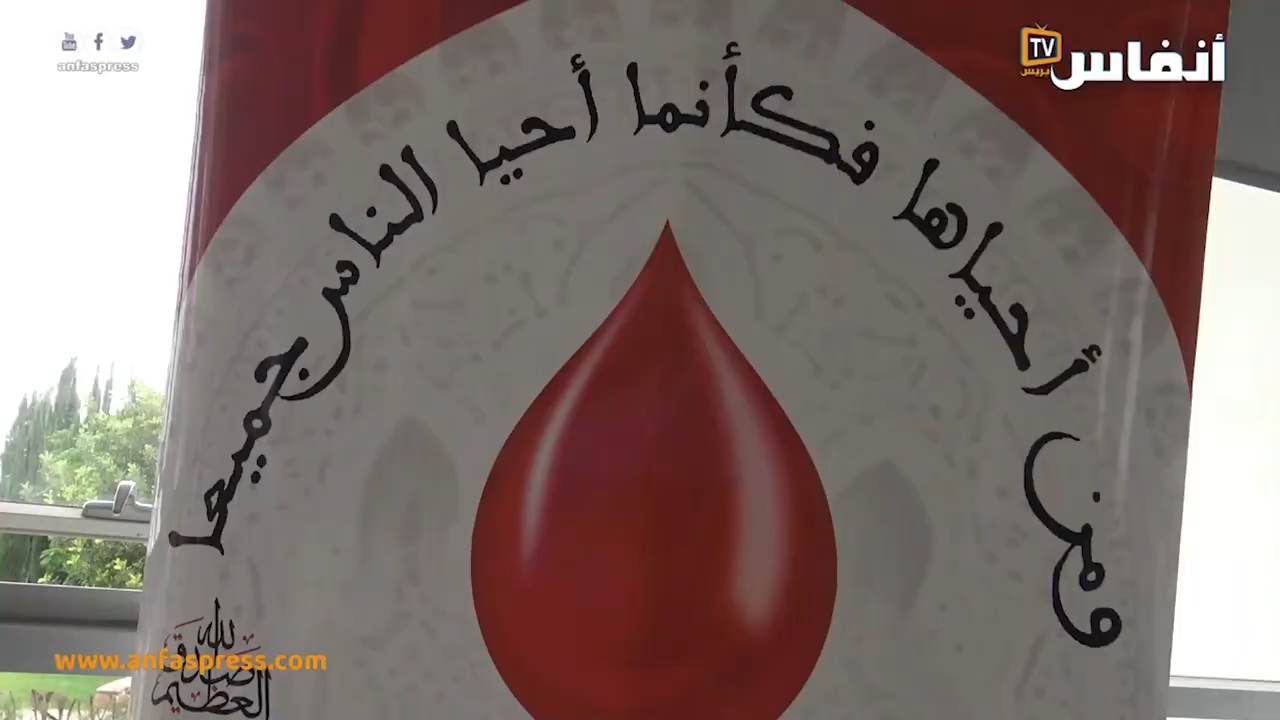 anfaspress
أنفاس
بريس
TV
ومن أحياها فكأنما أحيا الناس جميعا
صدق الله العظيم
www.anfaspress.com